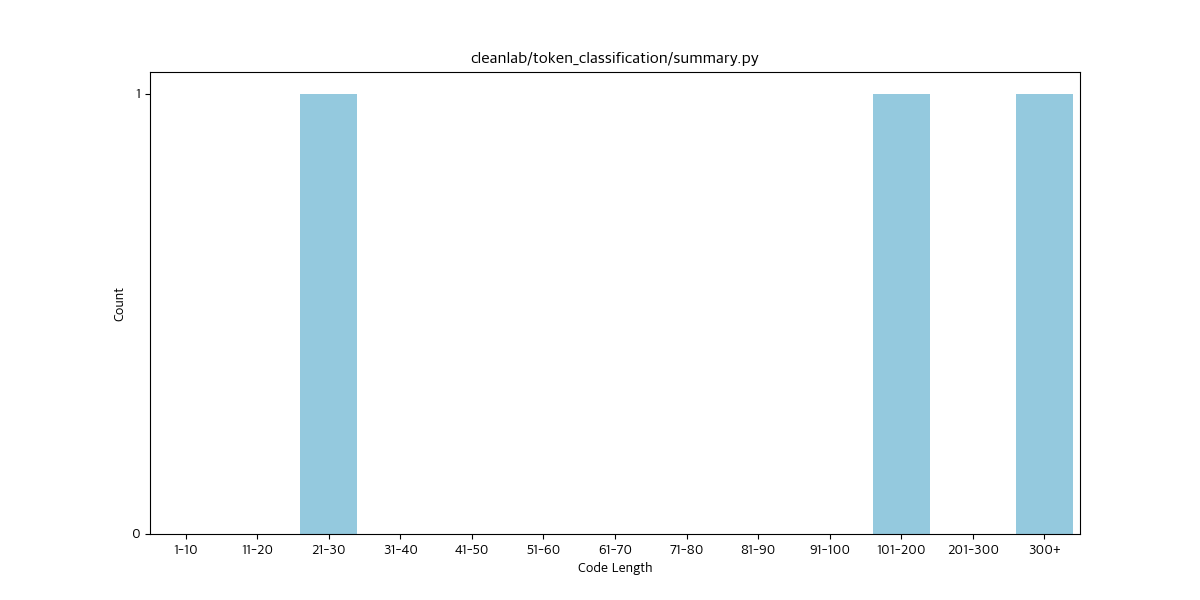 cleanlab/token_classification/summary.py
1
0
Count
1-10 11-20 21-30 31-40 41-50 51-60 61-70 71-80 81-90 91-100 101-200 201-300 300+
Code Length